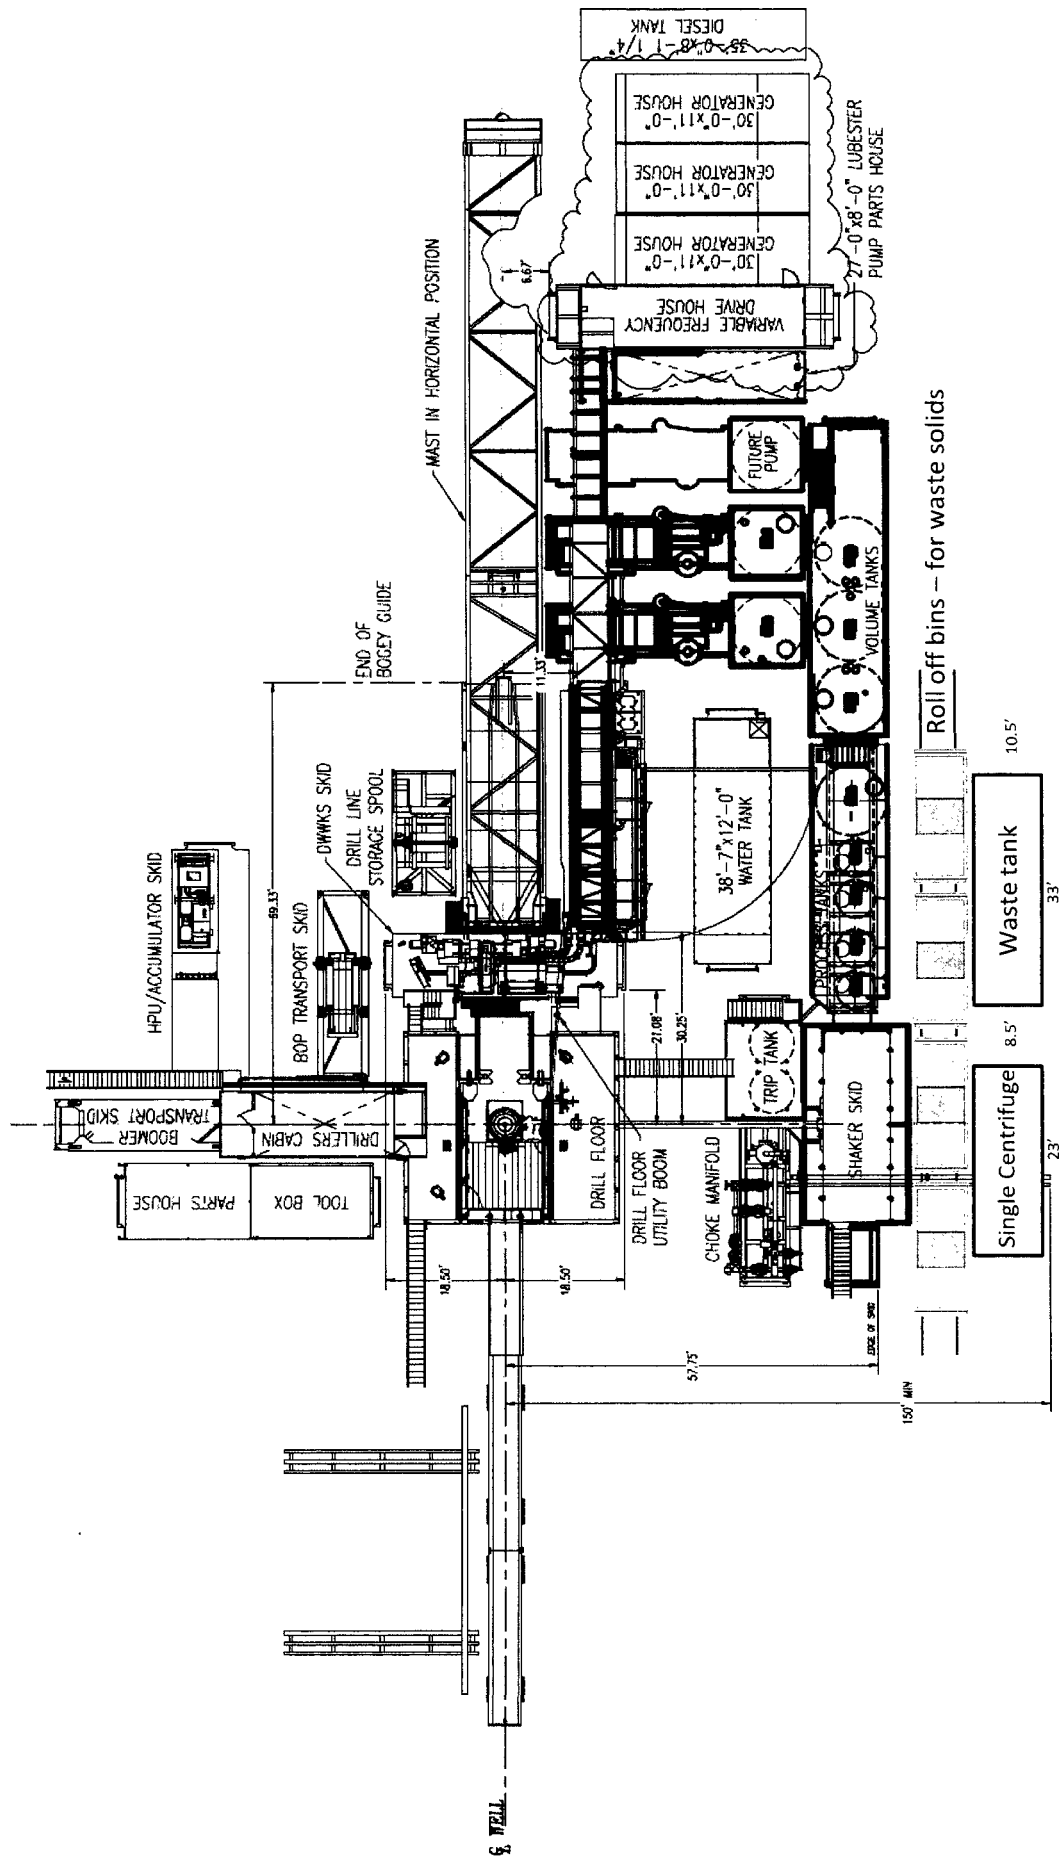 DIESEL TANK
35'-0"x8'-1 1/4"
GENERATOR HOUSE
30'-0"x11'-0"
GENERATOR HOUSE
30'-0"x11'-0"
GENERATOR HOUSE
30'-0"x11'-0"
27'-0"x8'-0" LUBESTER
PUMP PARTS HOUSE
VARIABLE FREQUENCY
DRIVE HOUSE
6.67'
MAST IN HORIZONTAL POSITION
FUTURE
PUMP
VOLUME TANKS
END OF
BOGEY GUIDE
11.33'
DWWKS SKID
DRILL LINE
STORAGE SPOOL
HPU/ACCUMULATOR SKID
BOP TRANSPORT SKID
69.33'
38'-7"x12'-0"
WATER TANK
PROCESS TANKS
Roll off bins – for waste solids
10.5'
Waste tank
33'
8.5'
BOOMER
TRANSPORT SKID
DRILLERS CABIN
PARTS HOUSE
TOOL BOX
21.08'
30.25'
TRIP TANK
SHAKER SKID
CHOKE MANIFOLD
DRILL FLOOR
DRILL FLOOR
UTILITY BOOM
Single Centrifuge
23'
18.50'
18.50'
57.75'
EDGE OF SKID
150' MIN
WELL